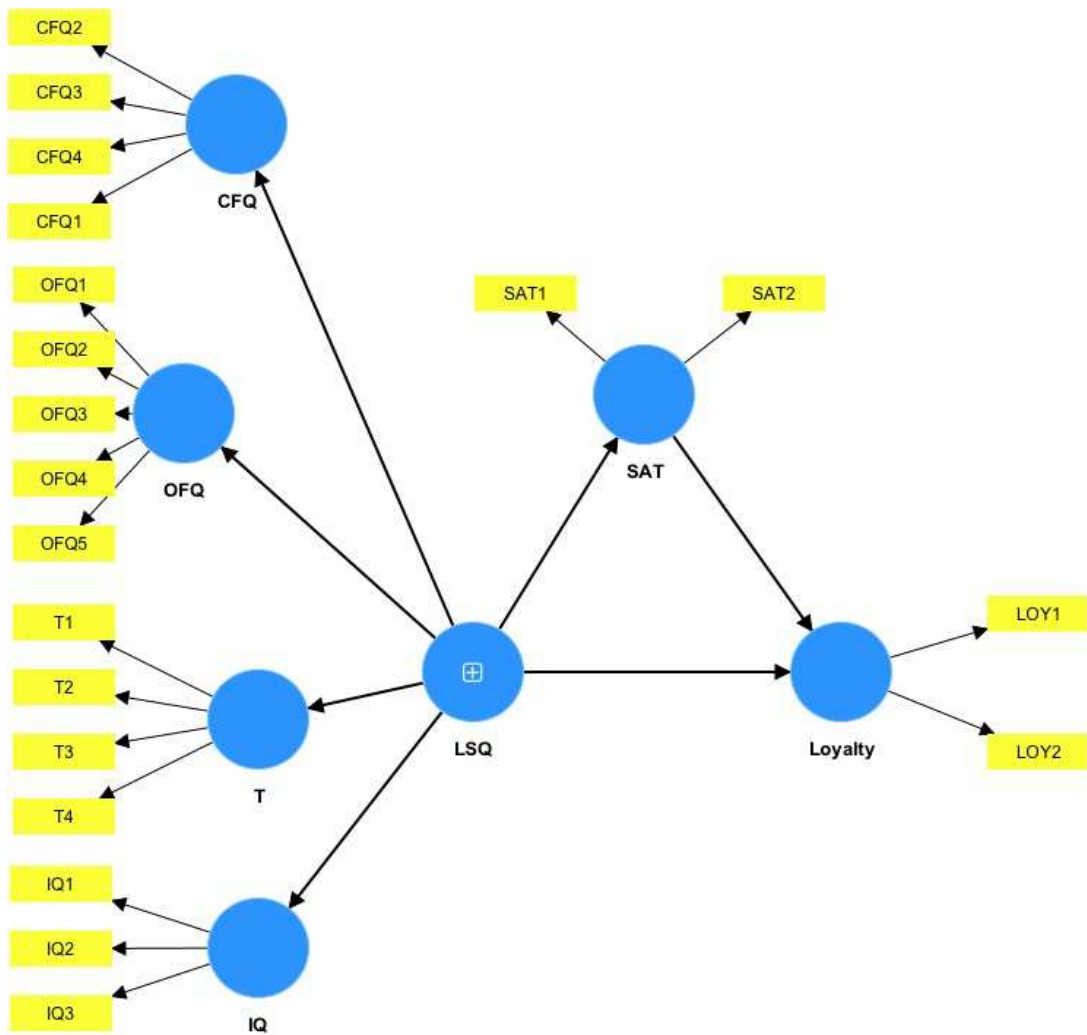 CFQ2
CFQ3
CFQ4
CFQ1
CFQ
OFQ1
OFQ2
OFQ3
OFQ4
OFQ5
OFQ
SAT1
SAT2
SAT
T1
T2
T3
T4
T
LSQ
Loyalty
LOY1
LOY2
IQ1
IQ2
IQ3
IQ